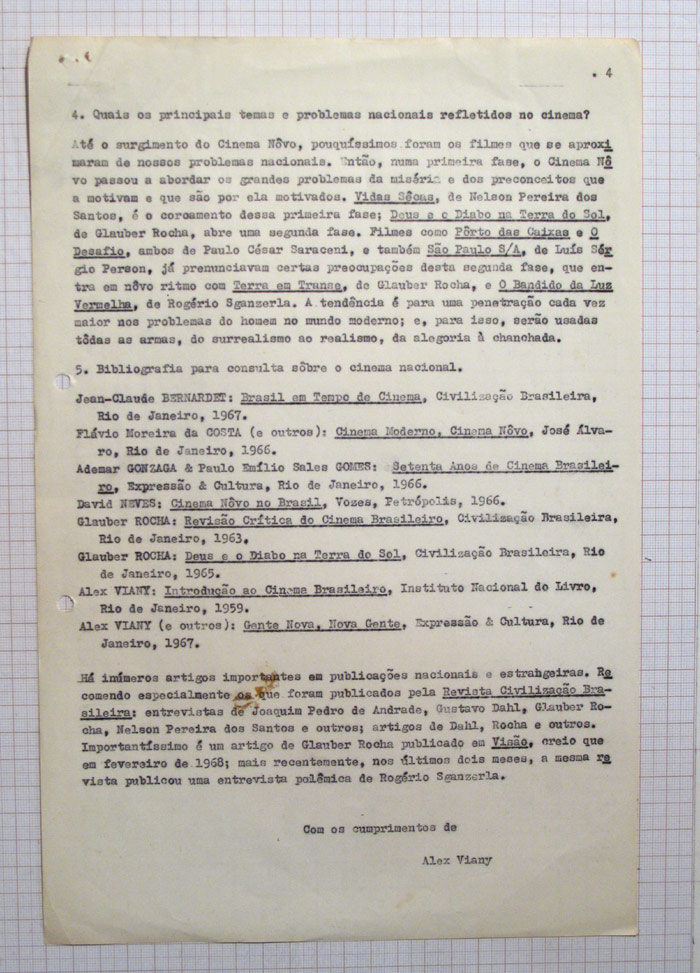 . 4
4. Quais os principais temas e problemas nacionais refletidos no cinema?
Até o surgimento do Cinema Nôvo, pouquíssimos foram os filmes que se aproxi
maram de nossos problemas nacionais. Então, numa primeira fase, o Cinema Nô
vo passou a abordar os grandes problemas da miséria e dos preconceitos que
a motivam e que são por ela motivados. Vidas Sêcas, de Nelson Pereira dos
Santos, é o coroamento dessa primeira fase; Deus e o Diabo na Terra do Sol,
de Glauber Rocha, abre uma segunda fase. Filmes como Pôrto das Caixas e O
Desafio, ambos de Paulo César Saraceni, e também São Paulo S/A, de Luís Sér
gio Person, já prenunciavam certas preocupações desta segunda fase, que en-
tra em nôvo ritmo com Terra em Transe, de Glauber Rocha, e O Bandido da Luz
Vermelha, de Rogério Sganzerla. A tendência é para uma penetração cada vez
maior nos problemas do homem no mundo moderno; e, para isso, serão usadas
tôdas as armas, do surrealismo ao realismo, da alegoria à chanchada.
5. Bibliografia para consulta sôbre o cinema nacional.
Jean-Claude BERNARDET: Brasil em Tempo de Cinema, Civilização Brasileira,
Rio de Janeiro, 1967.
Flávio Moreira da COSTA (e outros): Cinema Moderno, Cinema Nôvo, José Álva-
ro, Rio de Janeiro, 1966.
Ademar GONZAGA & Paulo Emílio Sales GOMES: Setenta Anos de Cinema Brasilei-
ro, Expressão & Cultura, Rio de Janeiro, 1966.
David NEVES: Cinema Nôvo no Brasil, Vozes, Petrópolis, 1966.
Glauber ROCHA: Revisão Crítica do Cinema Brasileiro, Civilização Brasileira,
Rio de Janeiro, 1963.
Glauber ROCHA: Deus e o Diabo na Terra do Sol, Civilização Brasileira, Rio
de Janeiro, 1965.
Alex VIANY: Introdução ao Cinema Brasileiro, Instituto Nacional do Livro,
Rio de Janeiro, 1959.
Alex VIANY (e outros): Gente Nova, Nova Gente, Expressão & Cultura, Rio de
Janeiro, 1967.
Há inúmeros artigos importantes em publicações nacionais e estrahgeiras. Re
comendo especialmente os que foram publicados pela Revista Civilização Bra-
sileira: entrevistas de Joaquim Pedro de Andrade, Gustavo Dahl, Glauber Ro-
cha, Nelson Pereira dos Santos e outros; artigos de Dahl, Rocha e outros.
Importantíssimo é um artigo de Glauber Rocha publicado em Visão, creio que
em fevereiro de 1968; mais recentemente, nos últimos dois meses, a mesma re
vista publicou uma entrevista polêmica de Rogério Sganzerla.
Com os cumprimentos de
Alex Viany